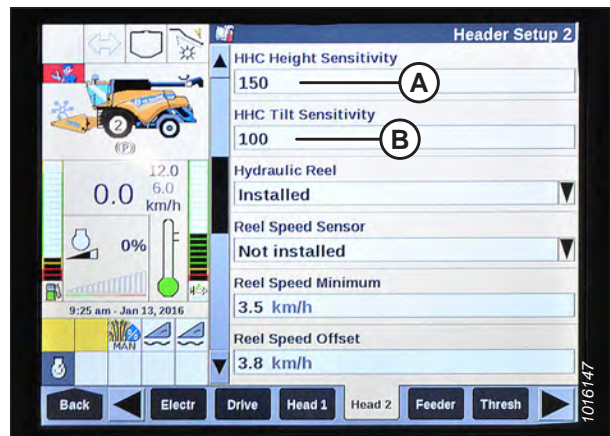 Header Setup 2
HHC Height Sensitivity
150
A
HHC Tilt Sensitivity
100
B
Hydraulic Reel
Installed
Reel Speed Sensor
Not installed
Reel Speed Minimum
3.5 km/h
Reel Speed Offset
3.8 km/h
2
(P)
12.0
0.0 6.0
km/h
0%
9:25 am - Jan 13, 2016
%
MAN
Back Electr Drive Head 1 Head 2 Feeder Thresh
1016147